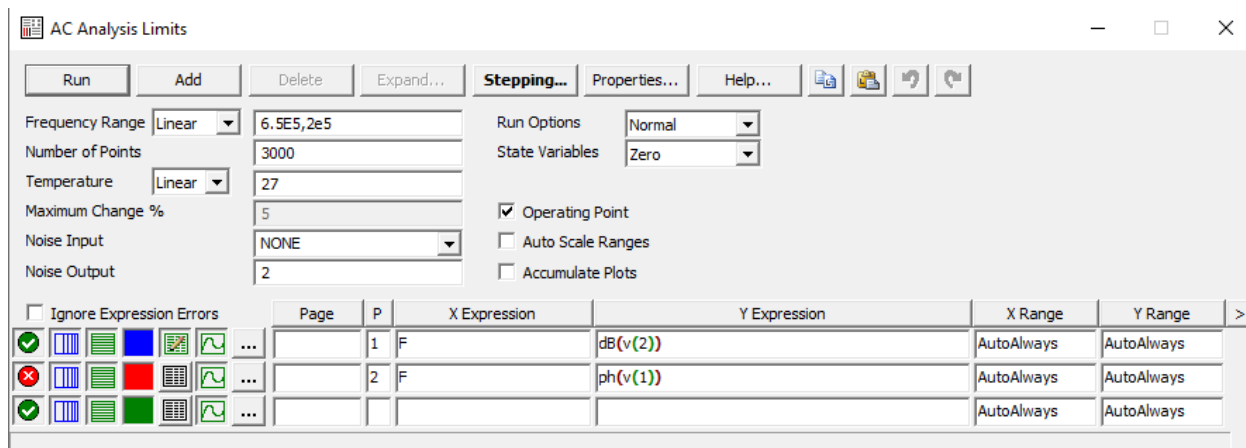 AC Analysis Limits
Run Add Delete Expand... Stepping... Properties... Help...
Frequency Range Linear 6.5E5,2e5 Run Options Normal
Number of Points 3000 State Variables Zero
Temperature Linear 27
Maximum Change % 5 Operating Point
Noise Input NONE Auto Scale Ranges
Noise Output 2 Accumulate Plots
Ignore Expression Errors Page P X Expression Y Expression X Range Y Range >
... 1 F dB(v(2)) AutoAlways AutoAlways
... 2 F ph(v(1)) AutoAlways AutoAlways
... AutoAlways AutoAlways